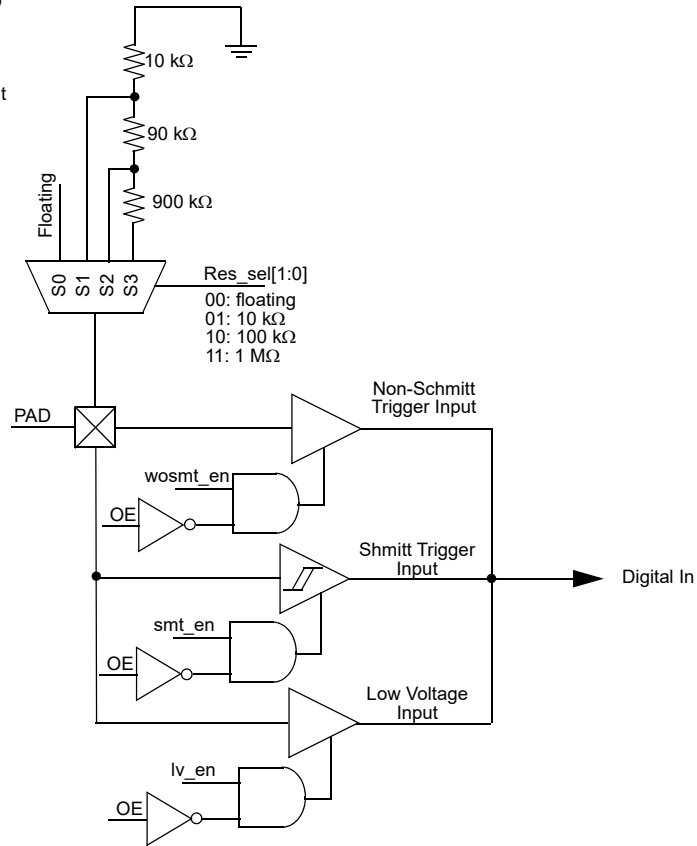 t
10 kΩ
90 kΩ
900 kΩ
Floating
S0
S1
S2
S3
Res_sel[1:0]
00: floating
01: 10 kΩ
10: 100 kΩ
11: 1 MΩ
PAD
Non-Schmitt
Trigger Input
wosmt_en
OE
Shmitt Trigger
Input
Digital In
smt_en
OE
Low Voltage
Input
lv_en
OE